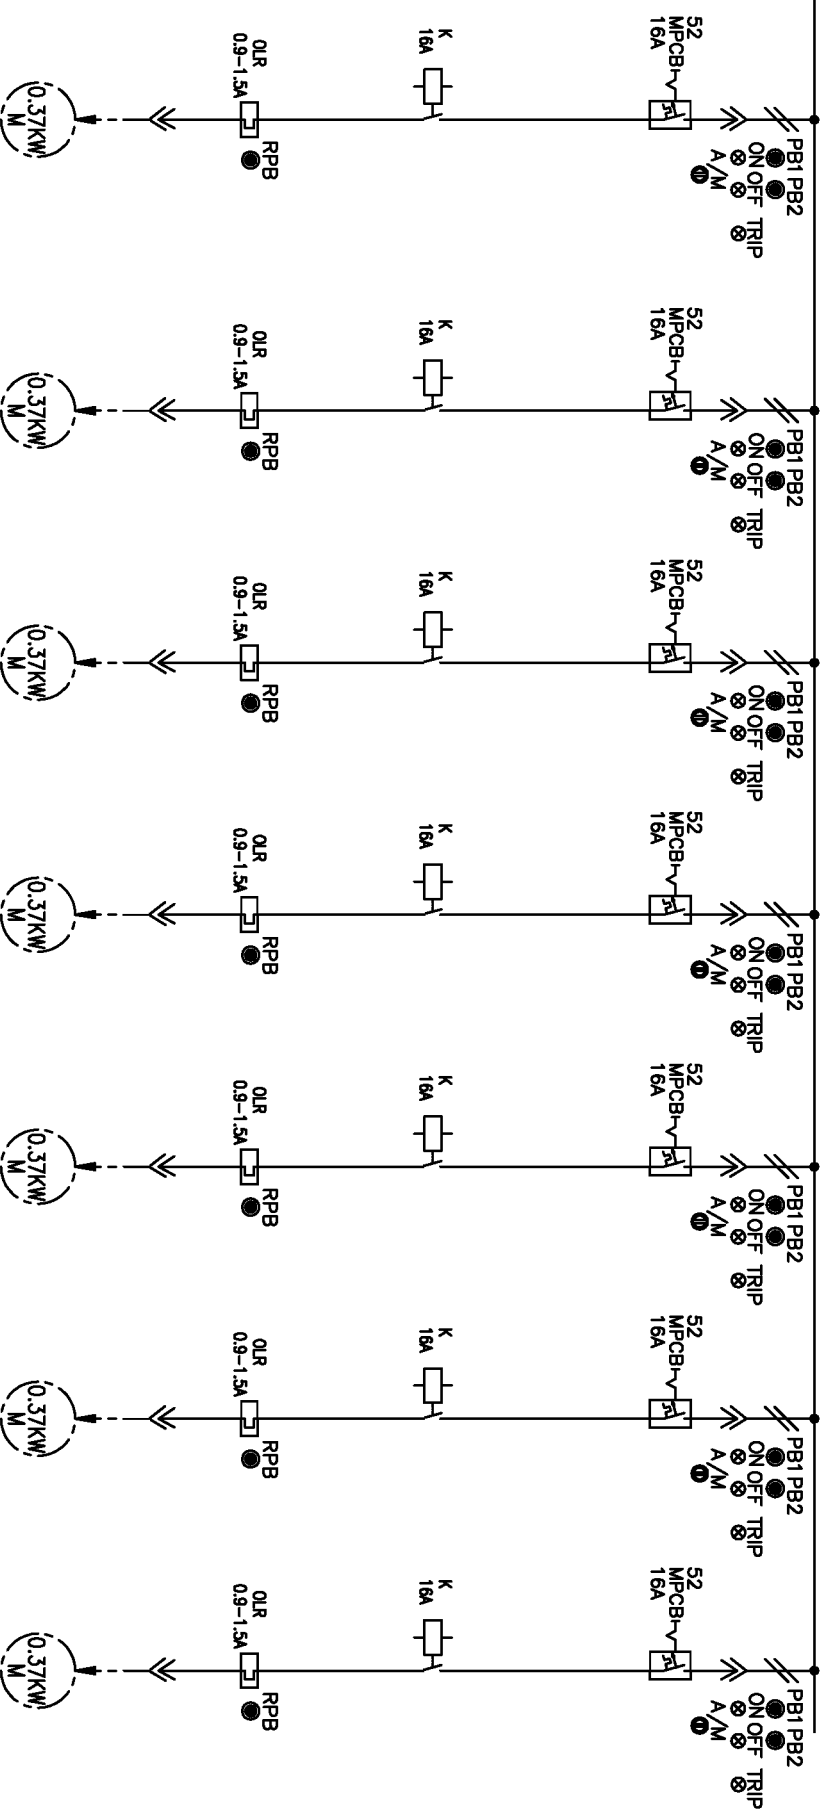 PB1 PB2
ON OFF TRIP
A/M
52
MPCB
16A
K
16A
OLR
0.9-1.5A
RPB
0.37KW
M
PB1 PB2
ON OFF TRIP
A/M
52
MPCB
16A
K
16A
OLR
0.9-1.5A
RPB
0.37KW
M
PB1 PB2
ON OFF TRIP
A/M
52
MPCB
16A
K
16A
OLR
0.9-1.5A
RPB
0.37KW
M
PB1 PB2
ON OFF TRIP
A/M
52
MPCB
16A
K
16A
OLR
0.9-1.5A
RPB
0.37KW
M
PB1 PB2
ON OFF TRIP
A/M
52
MPCB
16A
K
16A
OLR
0.9-1.5A
RPB
0.37KW
M
PB1 PB2
ON OFF TRIP
A/M
52
MPCB
16A
K
16A
OLR
0.9-1.5A
RPB
0.37KW
M
PB1 PB2
ON OFF TRIP
A/M
52
MPCB
16A
K
16A
OLR
0.9-1.5A
RPB
0.37KW
M